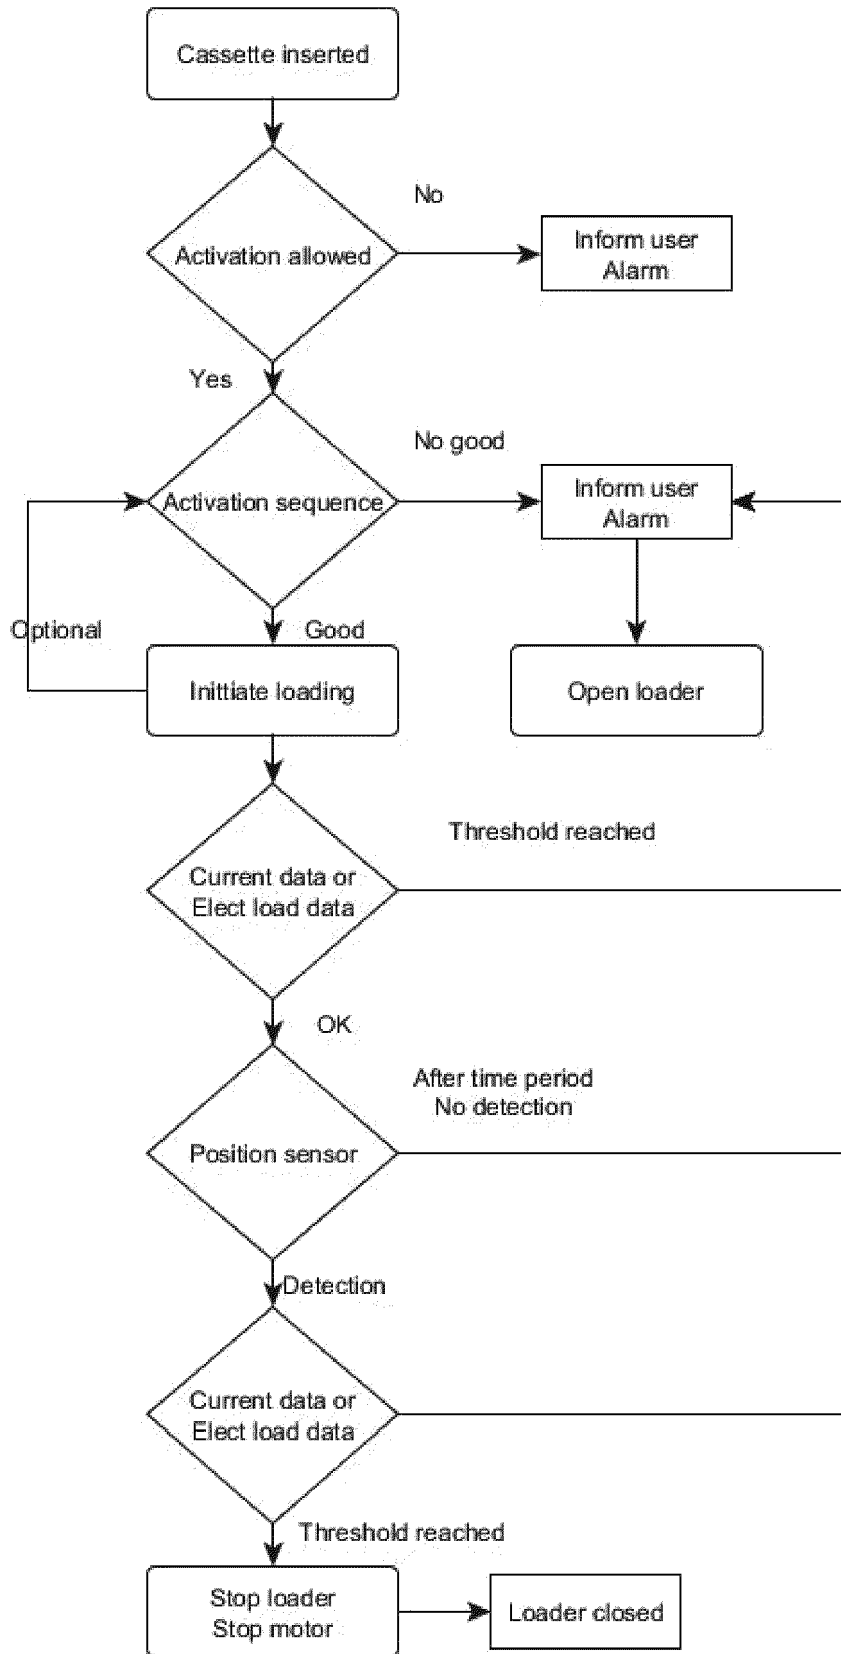 Cassette inserted
No
Activation allowed
Inform user
Alarm
Yes
No good
Activation sequence
Inform user
Alarm
Optional
Good
Inittiate loading
Open loader
Threshold reached
Current data or
Elect load data
OK
After time period
No detection
Position sensor
Detection
Current data or
Elect load data
Threshold reached
Stop loader
Stop motor
Loader closed